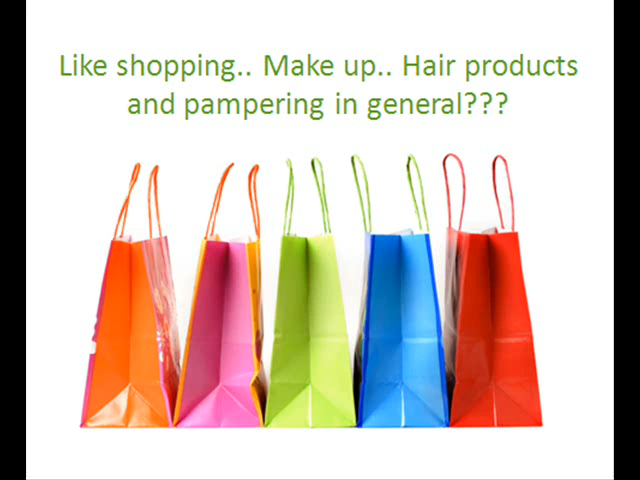 Like shopping.. Make up.. Hair products
and pampering in general???